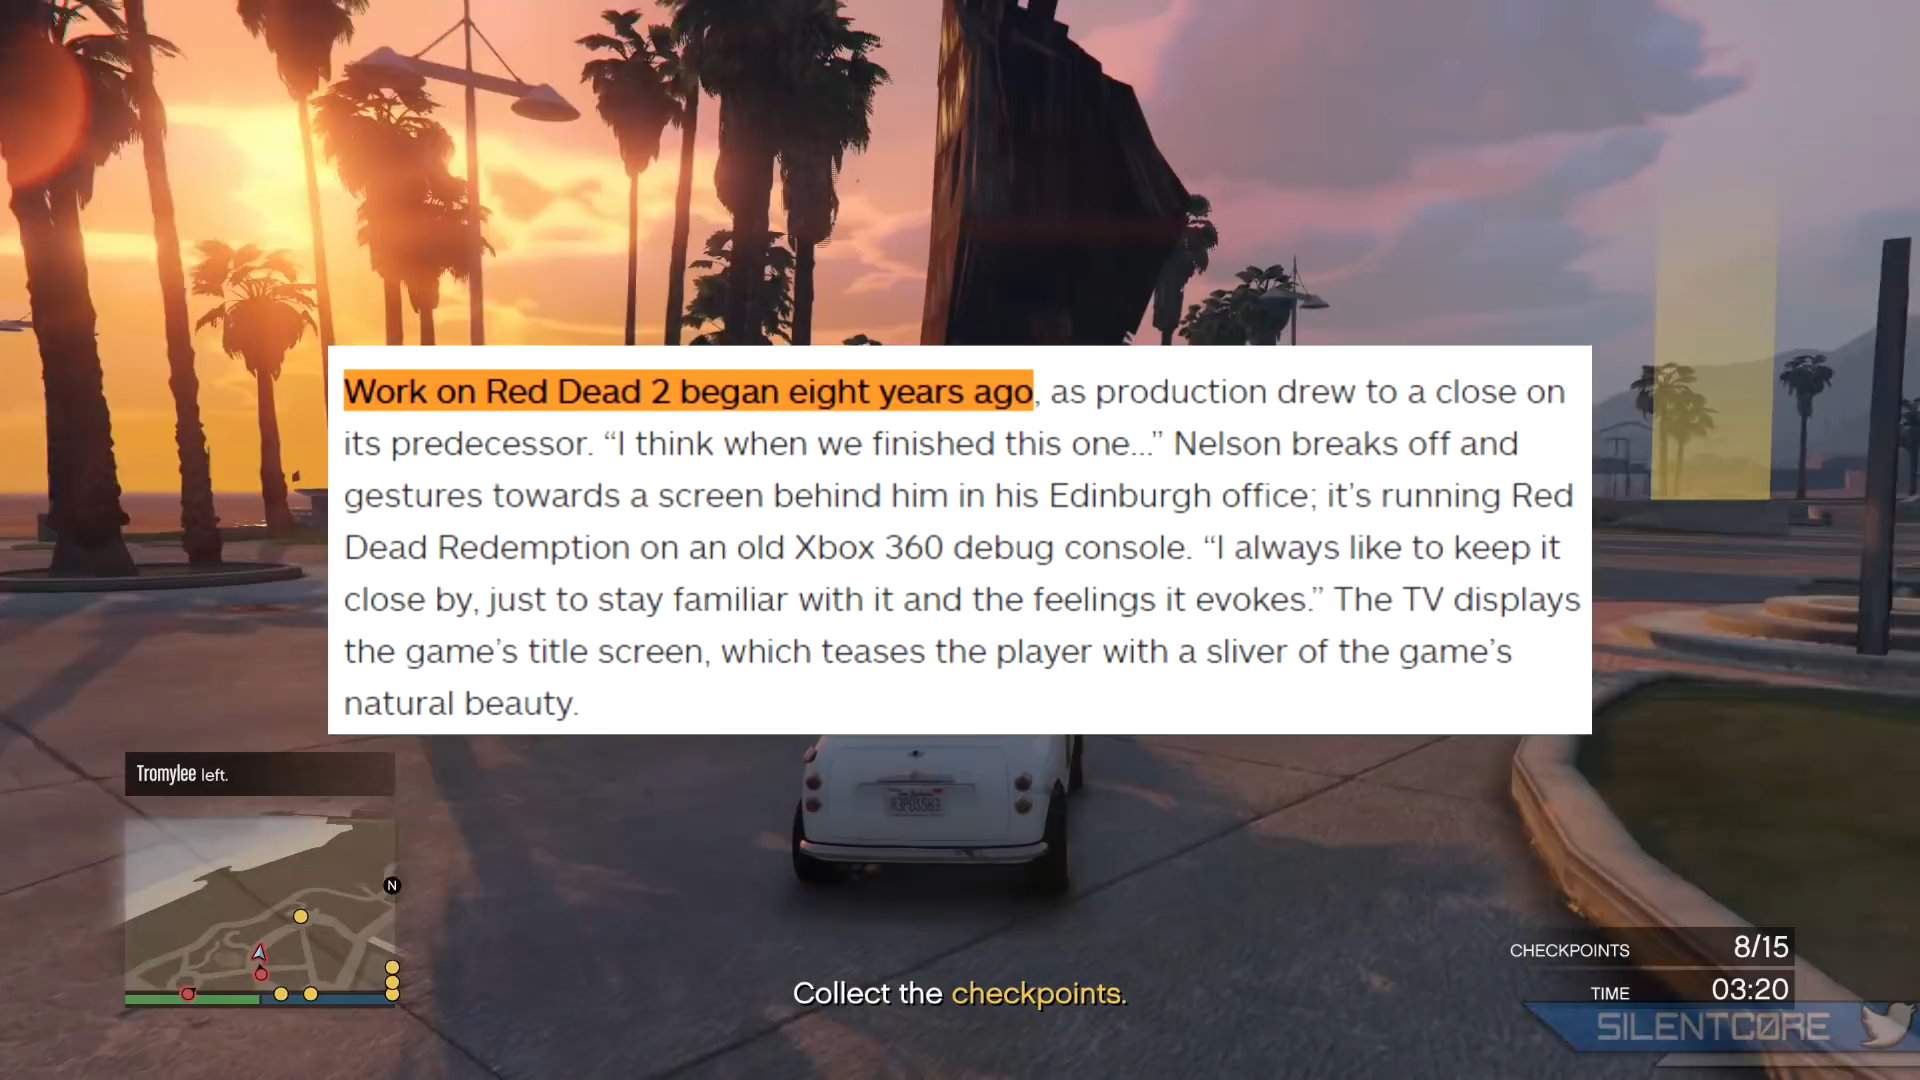 Work on Red Dead 2 began eight years ago, as production drew to a close on
its predecessor. “I think when we finished this one...” Nelson breaks off and
gestures towards a screen behind him in his Edinburgh office; it’s running Red
Dead Redemption on an old Xbox 360 debug console. “I always like to keep it
close by, just to stay familiar with it and the feelings it evokes.” The TV displays
the game’s title screen, which teases the player with a sliver of the game’s
natural beauty.
Tromylee left.
N
CHECKPOINTS 8/15
TIME 03:20
Collect the checkpoints.
SILENTC0RE